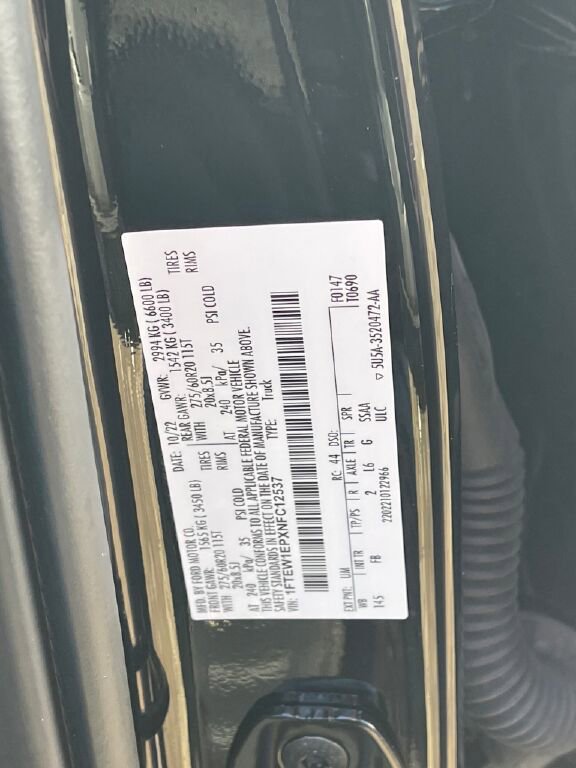 MFD. BY FORD MOTOR CO. DATE: 10/22 GVWR: 2994 KG ( 6600 LB)
FRONT GAWR: 1565 KG (3450 LB) REAR GAWR: 1542 KG (3400 LB)
WITH 275/60R20 115T TIRES WITH 275/60R20 115T TIRES
20x8.5J RIMS 20x8.5J RIMS
AT 240 kPa/ 35 PSI COLD AT 240 kPa/ 35 PSI COLD
THIS VEHICLE CONFORMS TO ALL APPLICABLE FEDERAL MOTOR VEHICLE
SAFETY STANDARDS IN EFFECT ON THE DATE OF MANUFACTURE SHOWN ABOVE.
VIN: 1FTEW1EPXNFC12537 TYPE: Truck
F0147
T0690
EXT PNT: UM RC: 44 DSO:
WB INT TR TP/PS R AXLE TR SPR
145 FB 2 L6 G SSAA
2202210122966 ULC ▽ 5U5A-3520472-AA